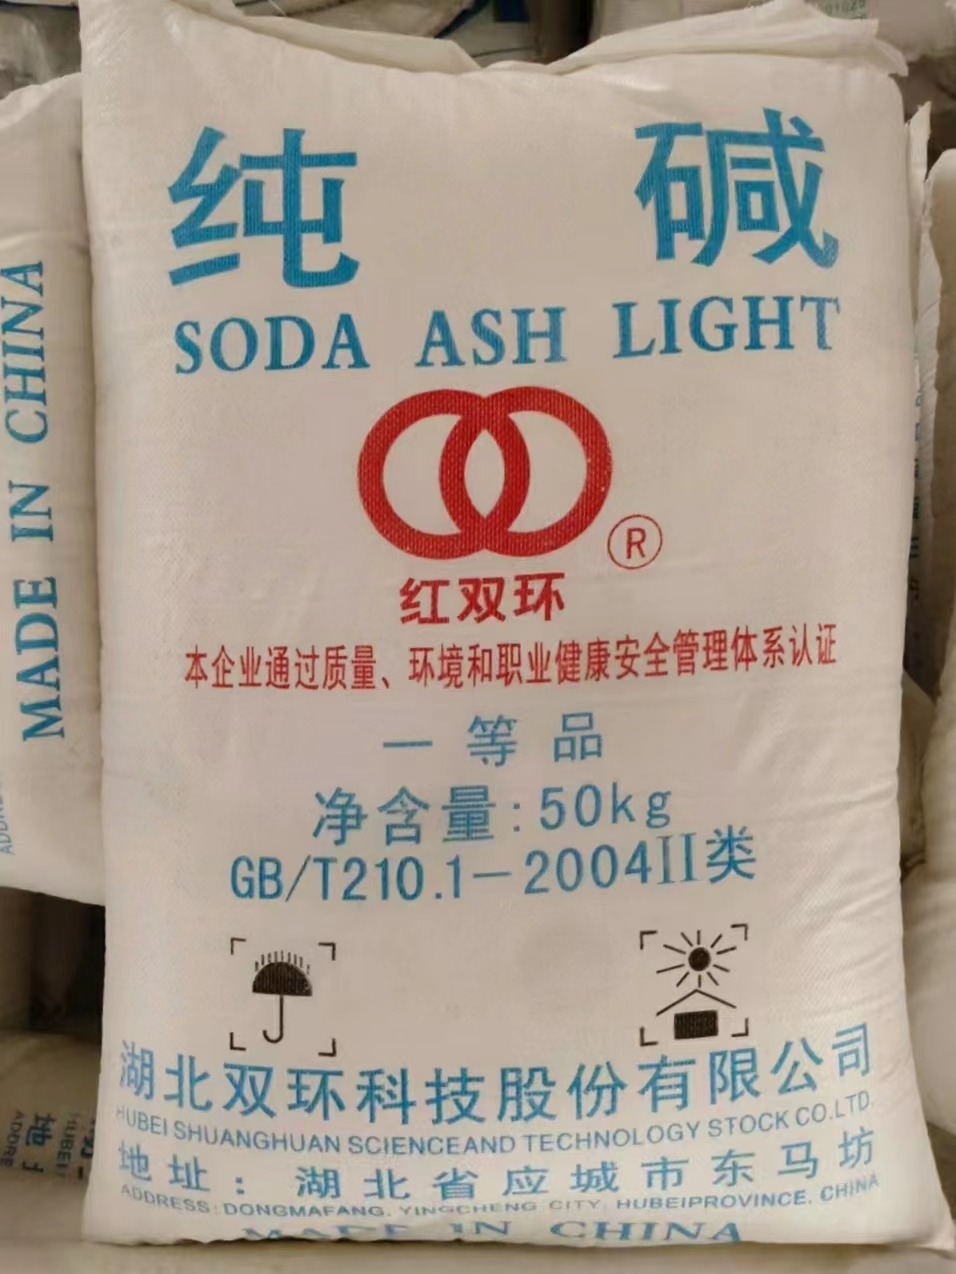 纯 碱
SODA ASH LIGHT
®
红双环
本企业通过质量、环境和职业健康安全管理体系认证
一等品
净含量:50kg
GB/T210.1-2004II类
湖北双环科技股份有限公司
HUBEI SHUANGHUAN SCIENCEAND TECHNOLOGY STOCK CO.LTD.
地址:湖北省应城市东马坊
ADDRESS:DONGMAFANG, YINGCHENG CITY, HUBEIPROVINCE, CHINA
MADE IN CHINA
MADE IN CHINA